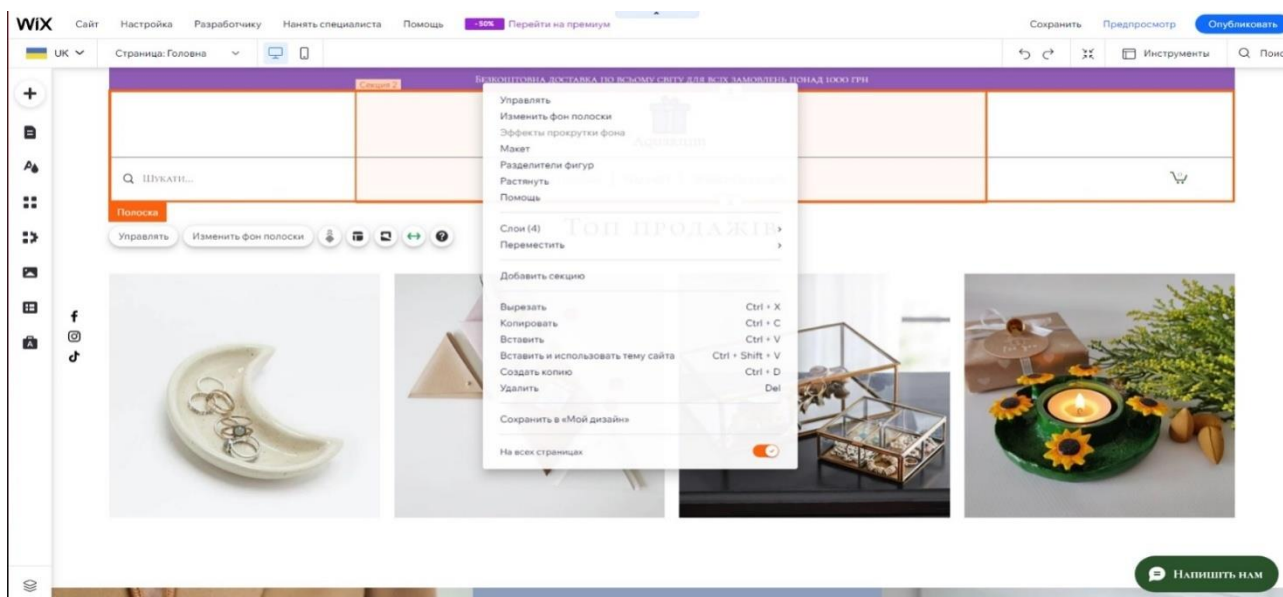 WiX Сайт Настройка Разработчику Нанять специалиста Помощь -50% Перейти на премиум Сохранить Предпросмотр Опубликовать
UK Страница: Головна Инструменты
Безкоштовна доставка по всьому світу для всіх замовлень понад 1000 грн
Секция 2
Управлять
Изменить фон полоски
Эффекты прокрутки фона
Макет
Разделители фигур
Растянуть
Помощь
Шукати...
Полоска
Управлять Изменить фон полоски
Топ продажів
Слои (4)
Переместить
Добавить секцию
Вырезать Ctrl + X
Копировать Ctrl + C
Вставить Ctrl + V
Вставить и использовать тему сайта Ctrl + Shift + V
Создать копию Ctrl + D
Удалить Del
Сохранить в «Мой дизайн»
На всех страницах
Напишіть нам